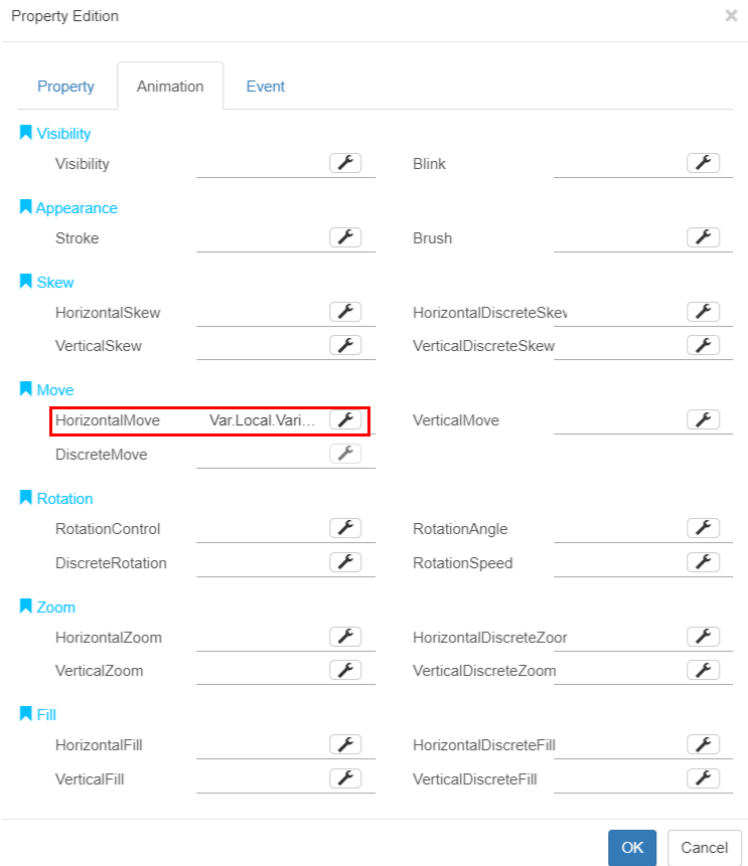 Property Edition ×
Property Animation Event
Visibility
Visibility Blink
Appearance
Stroke Brush
Skew
HorizontalSkew HorizontalDiscreteSkew
VerticalSkew VerticalDiscreteSkew
Move
HorizontalMove Var.Local.Vari... VerticalMove
DiscreteMove
Rotation
RotationControl RotationAngle
DiscreteRotation RotationSpeed
Zoom
HorizontalZoom HorizontalDiscreteZoor
VerticalZoom VerticalDiscreteZoom
Fill
HorizontalFill HorizontalDiscreteFill
VerticalFill VerticalDiscreteFill
OK Cancel